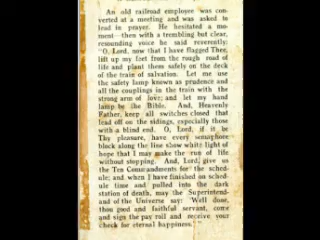 An old railroad employee was con-
verted at a meeting and was asked to
lead in prayer. He hesitated a mo-
ment—then with a trembling but clear,
resounding voice he said reverently:
"O, Lord, now that I have flagged Thee,
lift up my feet from the rough road of
life and plant them safely on the deck
of the train of salvation. Let me use
the safety lamp known as prudence and
all the couplings in the train with the
strong arm of love; and let my hand
lamp be the Bible. And, Heavenly
Father, keep all switches closed that
lead off on the sidings, especially those
with a blind end. O, Lord, if it be
Thy pleasure, have every semaphore
block along the line show white light of
hope that I may make the run of life
without stopping. And, Lord, give us
the Ten Commandments for the sched-
ule; and when I have finished on sched-
ule time and pulled into the dark
station of death, may the Superintend-
ent of the Universe say: 'Well done,
thou good and faithful servant, come
and sign the pay roll and receive your
check for eternal happiness.'"